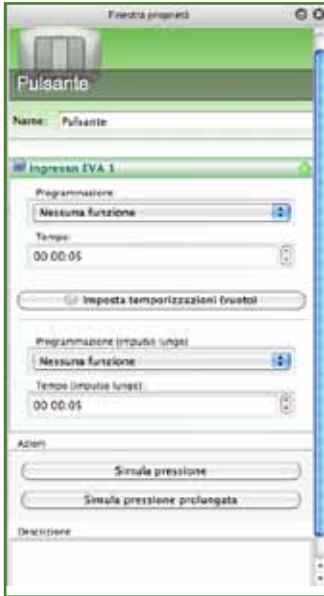 Finestra proprietà
Pulsante
Name: Pulsante
Ingresso EVA 1
Programmazione
Nessuna funzione
Tempo:
00:00:05
Imposta temporizzazioni (vuoto)
Programmazione (impulso lungo)
Nessuna funzione
Tempo (impulso lungo):
00:00:05
Azioni
Simula pressione
Simula pressione prolungata
Descrizione